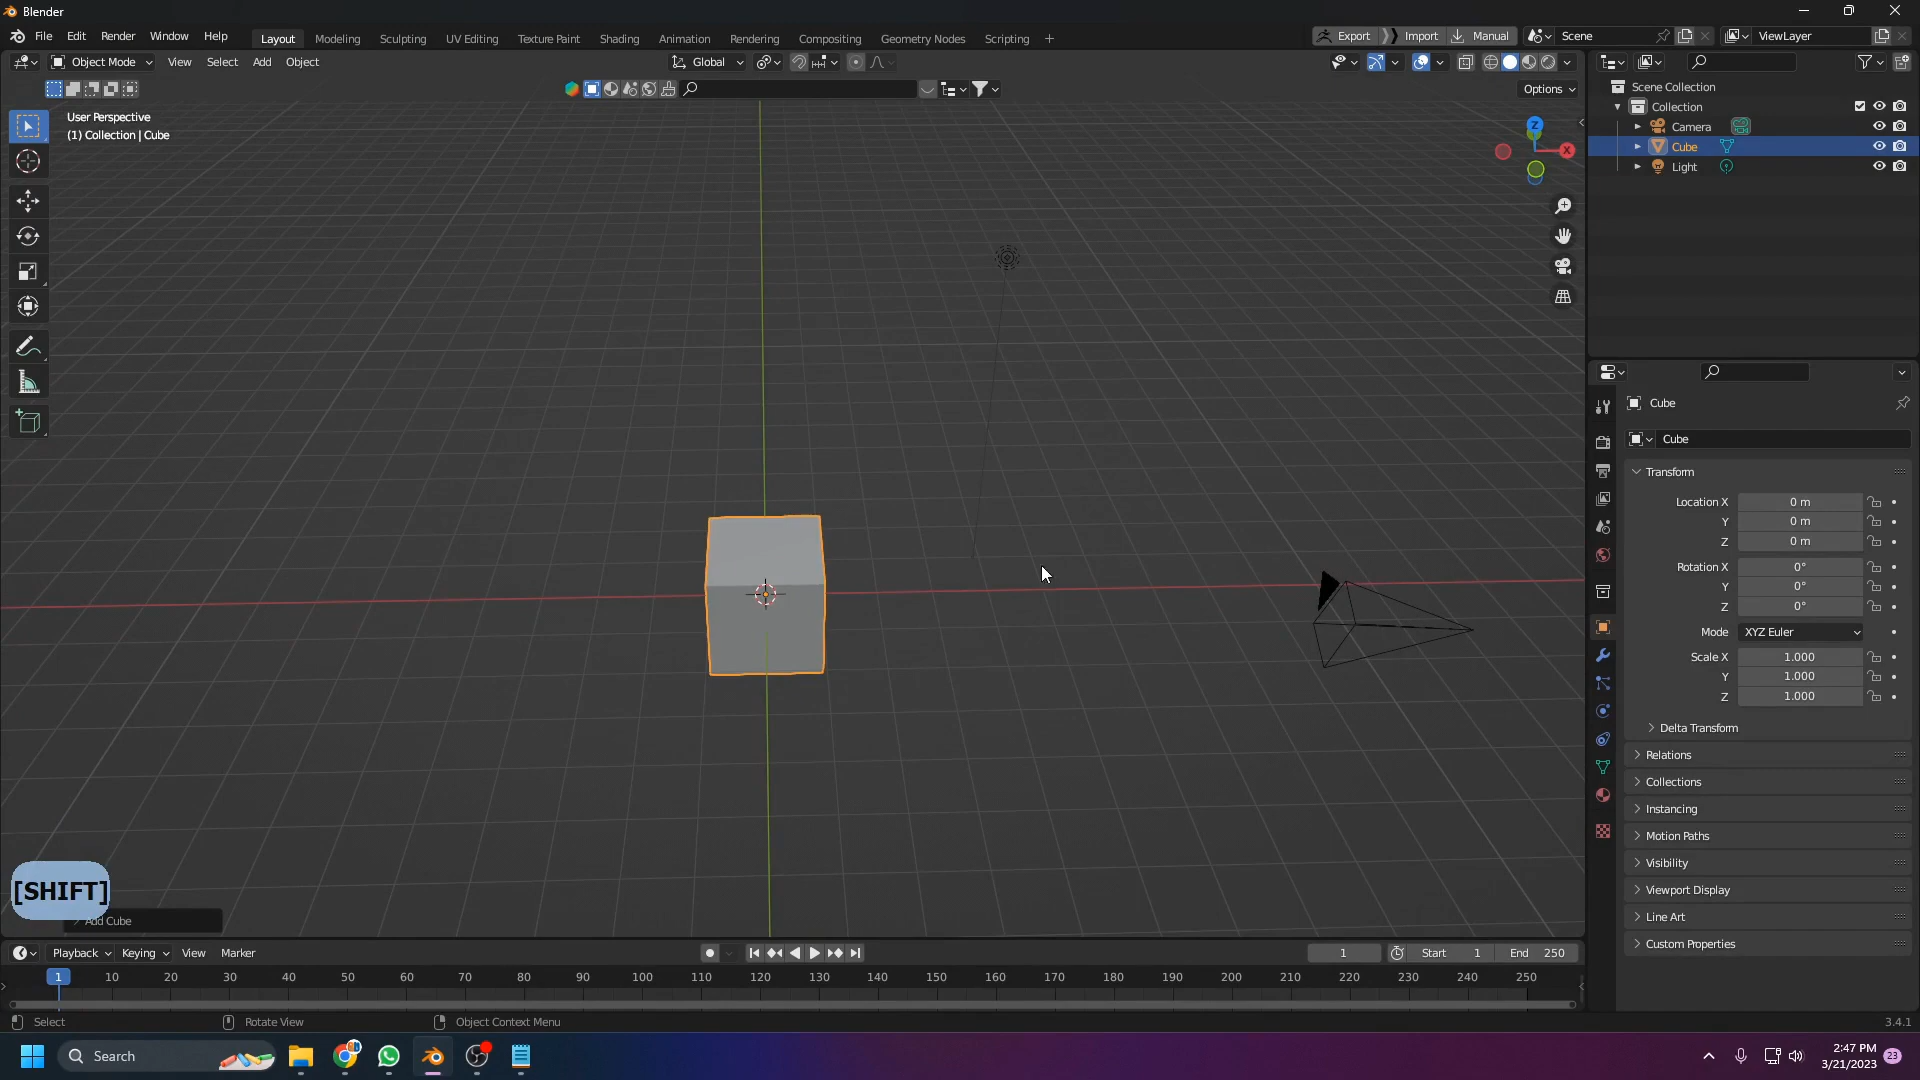 Blender
File Edit Render Window Help
Layout Modeling Sculpting UV Editing Texture Paint Shading Animation Rendering Compositing Geometry Nodes Scripting +
Export Import Manual Scene ViewLayer
Object Mode View Select Add Object
Global
Options
User Perspective
(1) Collection | Cube
Z
X
Scene Collection
Collection
Camera
Cube
Light
Cube
Cube
Transform
Location X 0 m
Y 0 m
Z 0 m
Rotation X 0°
Y 0°
Z 0°
Mode XYZ Euler
Scale X 1.000
Y 1.000
Z 1.000
Delta Transform
Relations
Collections
Instancing
Motion Paths
Visibility
Viewport Display
Line Art
Custom Properties
[SHIFT]
Add Cube
Playback Keying View Marker
1 Start 1 End 250
1 10 20 30 40 50 60 70 80 90 100 110 120 130 140 150 160 170 180 190 200 210 220 230 240 250
Select Rotate View Object Context Menu
3.4.1
Search
2:47 PM
3/21/2023
23